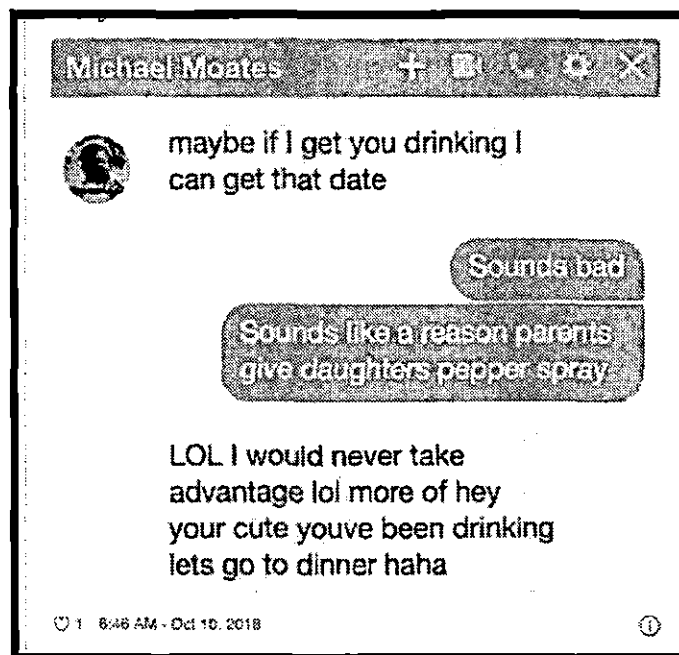 Michael Moates
maybe if I get you drinking I
can get that date
Sounds bad
Sounds like a reason parents
give daughters pepper spray
LOL I would never take
advantage lol more of hey
your cute youve been drinking
lets go to dinner haha
1 6:46 AM - Oct 10, 2018